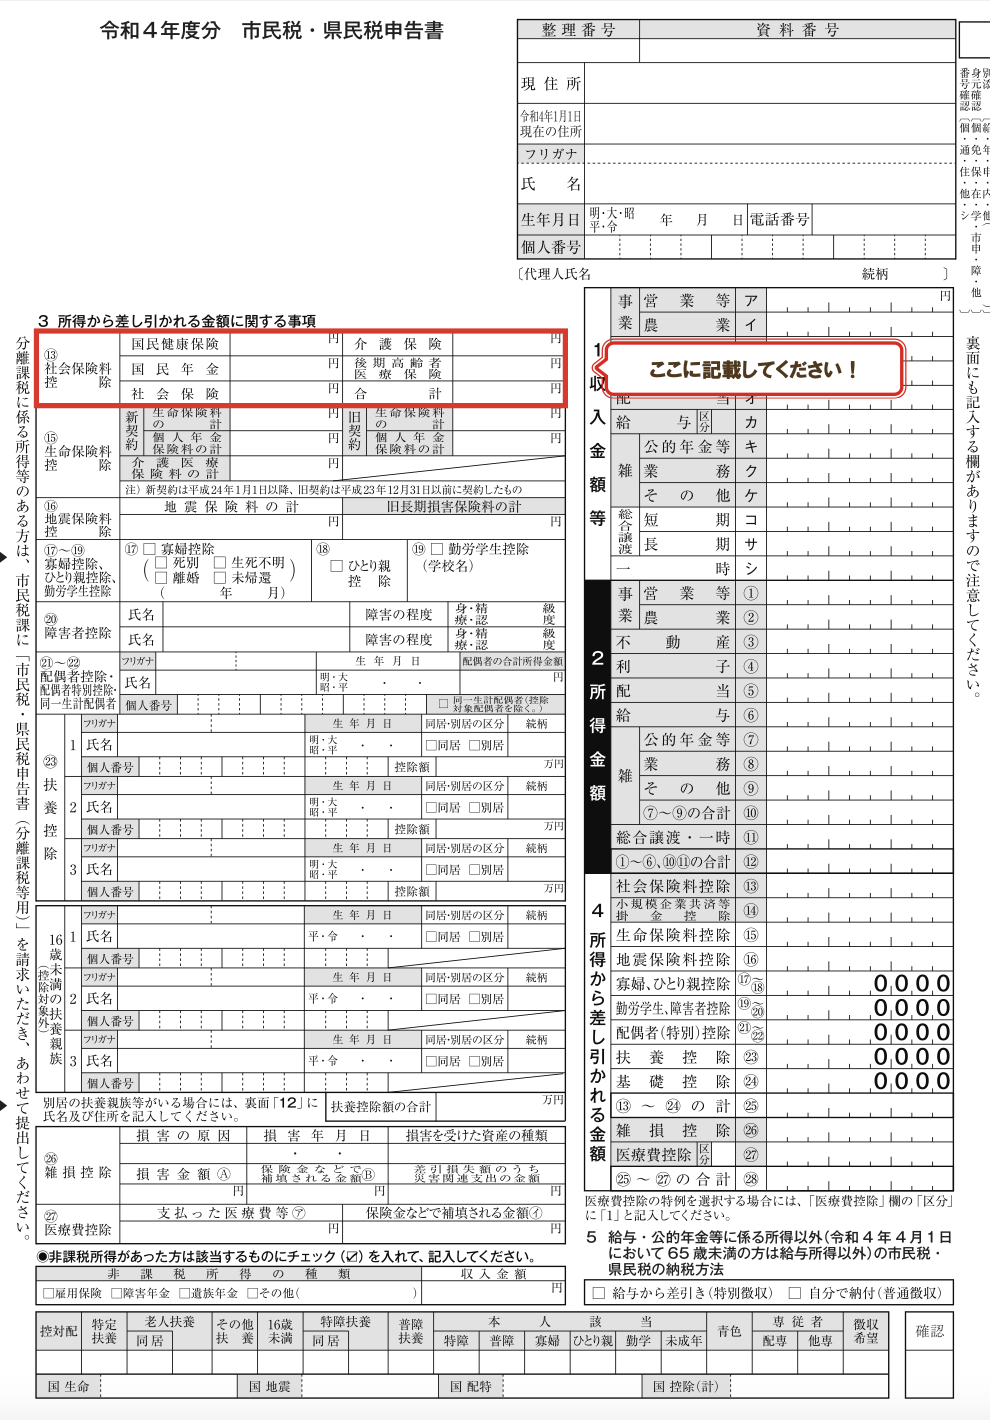 令和４年度分　市民税・県民税申告書
整理番号　資料番号
現住所
令和4年1月1日
現在の住所
フリガナ
氏名
生年月日　明・大・昭
平・令　年　月　日　電話番号
個人番号
〔代理人氏名　続柄　〕
分離課税に係る所得等のある方は、市民税課に「市民税・県民税申告書（分離課税等用）」を請求いただき、あわせて提出してください。
3　所得から差し引かれる金額に関する事項
⑬
社会保険料
控除
国民健康保険　円　介護保険　円
国民年金　円　後期高齢者
医療保険　円
社会保険　円　合計　円
⑮
生命保険料
控除
新契約　生命保険料
の計　円　旧契約　生命保険料
の計　円
個人年金
保険料の計　円　個人年金
保険料の計　円
介護医療
保険料の計　円
注）新契約は平成24年1月1日以降、旧契約は平成23年12月31日以前に契約したもの
⑯
地震保険料
控除
地震保険料の計　円　旧長期損害保険料の計　円
⑰～⑲
寡婦控除、
ひとり親控除、
勤労学生控除
⑰ □ 寡婦控除
（□ 死別　□ 生死不明
□ 離婚　□ 未帰還）
（　年　月）
⑱
□ ひとり親
控除
⑲ □ 勤労学生控除
（学校名）
⑳
障害者控除
氏名　障害の程度　身・精
療・認　級
度
氏名　障害の程度　身・精
療・認　級
度
㉑～㉒
配偶者控除・
配偶者特別控除・
同一生計配偶者
フリガナ　生年月日　配偶者の合計所得金額
氏名　明・大
昭・平　・　・　円
個人番号　□ 同一生計配偶者（控除
対象配偶者を除く。）
㉓
扶養控除
1　フリガナ　生年月日　同居・別居の区分　続柄
氏名　明・大
昭・平　・　・　□同居　□別居
個人番号　控除額　万円
2　フリガナ　生年月日　同居・別居の区分　続柄
氏名　明・大
昭・平　・　・　□同居　□別居
個人番号　控除額　万円
3　フリガナ　生年月日　同居・別居の区分　続柄
氏名　明・大
昭・平　・　・　□同居　□別居
個人番号　控除額　万円
16歳未満の扶養親族
（控除対象外）
1　フリガナ　生年月日　同居・別居の区分　続柄
氏名　平・令　・　・　□同居　□別居
個人番号
2　フリガナ　生年月日　同居・別居の区分　続柄
氏名　平・令　・　・　□同居　□別居
個人番号
3　フリガナ　生年月日　同居・別居の区分　続柄
氏名　平・令　・　・　□同居　□別居
個人番号
別居の扶養親族等がいる場合には、裏面「12」に
氏名及び住所を記入してください。
扶養控除額の合計　万円
㉖
雑損控除
損害の原因　損害年月日　損害を受けた資産の種類
・　・
損害金額Ⓐ　保険金などで
補填される金額Ⓑ　差引損失額のうち
災害関連支出の金額
円　円　円
㉗
医療費控除
支払った医療費等㋐　保険金などで補填される金額㋑
円　円
◉非課税所得があった方は該当するものにチェック（☑）を入れて、記入してください。
非課税所得の種類　収入金額
□雇用保険　□障害年金　□遺族年金　□その他（　）　円
1　収入金額等
事業　営業等　ア　円
農業　イ
ここに記載してください！
配当　オ
給与　区分　カ
雑　公的年金等　キ
業務　ク
その他　ケ
総合譲渡　短期　コ
長期　サ
一時　シ
2　所得金額
事業　営業等　①
農業　②
不動産　③
利子　④
配当　⑤
給与　⑥
雑　公的年金等　⑦
業務　⑧
その他　⑨
⑦～⑨の合計　⑩
総合譲渡・一時　⑪
①～⑥、⑩⑪の合計　⑫
4　所得から差し引かれる金額
社会保険料控除　⑬
小規模企業共済等
掛金控除　⑭
生命保険料控除　⑮
地震保険料控除　⑯
寡婦、ひとり親控除　⑰～⑱　0000
勤労学生、障害者控除　⑲～⑳　0000
配偶者（特別）控除　㉑～㉒　0000
扶養控除　㉓　0000
基礎控除　㉔　0000
⑬～㉔の計　㉕
雑損控除　㉖
医療費控除　区分　㉗
㉕～㉗の合計　㉘
医療費控除の特例を選択する場合には、「医療費控除」欄の「区分」
に「1」と記入してください。
5　給与・公的年金等に係る所得以外（令和４年４月１日
において65歳未満の方は給与所得以外）の市民税・
県民税の納税方法
□ 給与から差引き（特別徴収）　□ 自分で納付（普通徴収）
裏面にも記入する欄がありますので注意してください。
番号確認
身元確認
個・通・他
個・免・保・在・学・他
市申・障・他
控対配　特定
扶養　老人扶養　同居　その他
扶養　16歳
未満　特障扶養　同居　普障
扶養　本人該当　特障　普障　寡婦　ひとり親　勤学　未成年　青色　専従者　配専　他専　徴収
希望　確認
国 生命　国 地震　国 配特　国 控除（計）